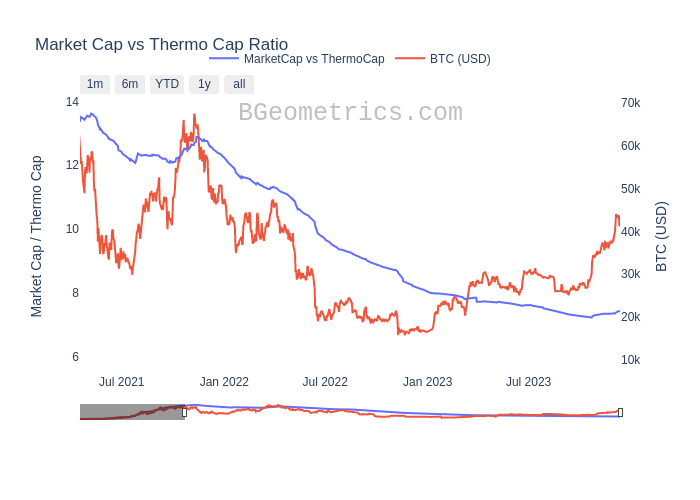 Market Cap vs Thermo Cap Ratio
MarketCap vs ThermoCap
BTC (USD)
1m 6m YTD 1y all
BGeometrics.com
14
12
10
8
6
Market Cap / Thermo Cap
70k
60k
50k
40k
30k
20k
10k
BTC (USD)
Jul 2021 Jan 2022 Jul 2022 Jan 2023 Jul 2023